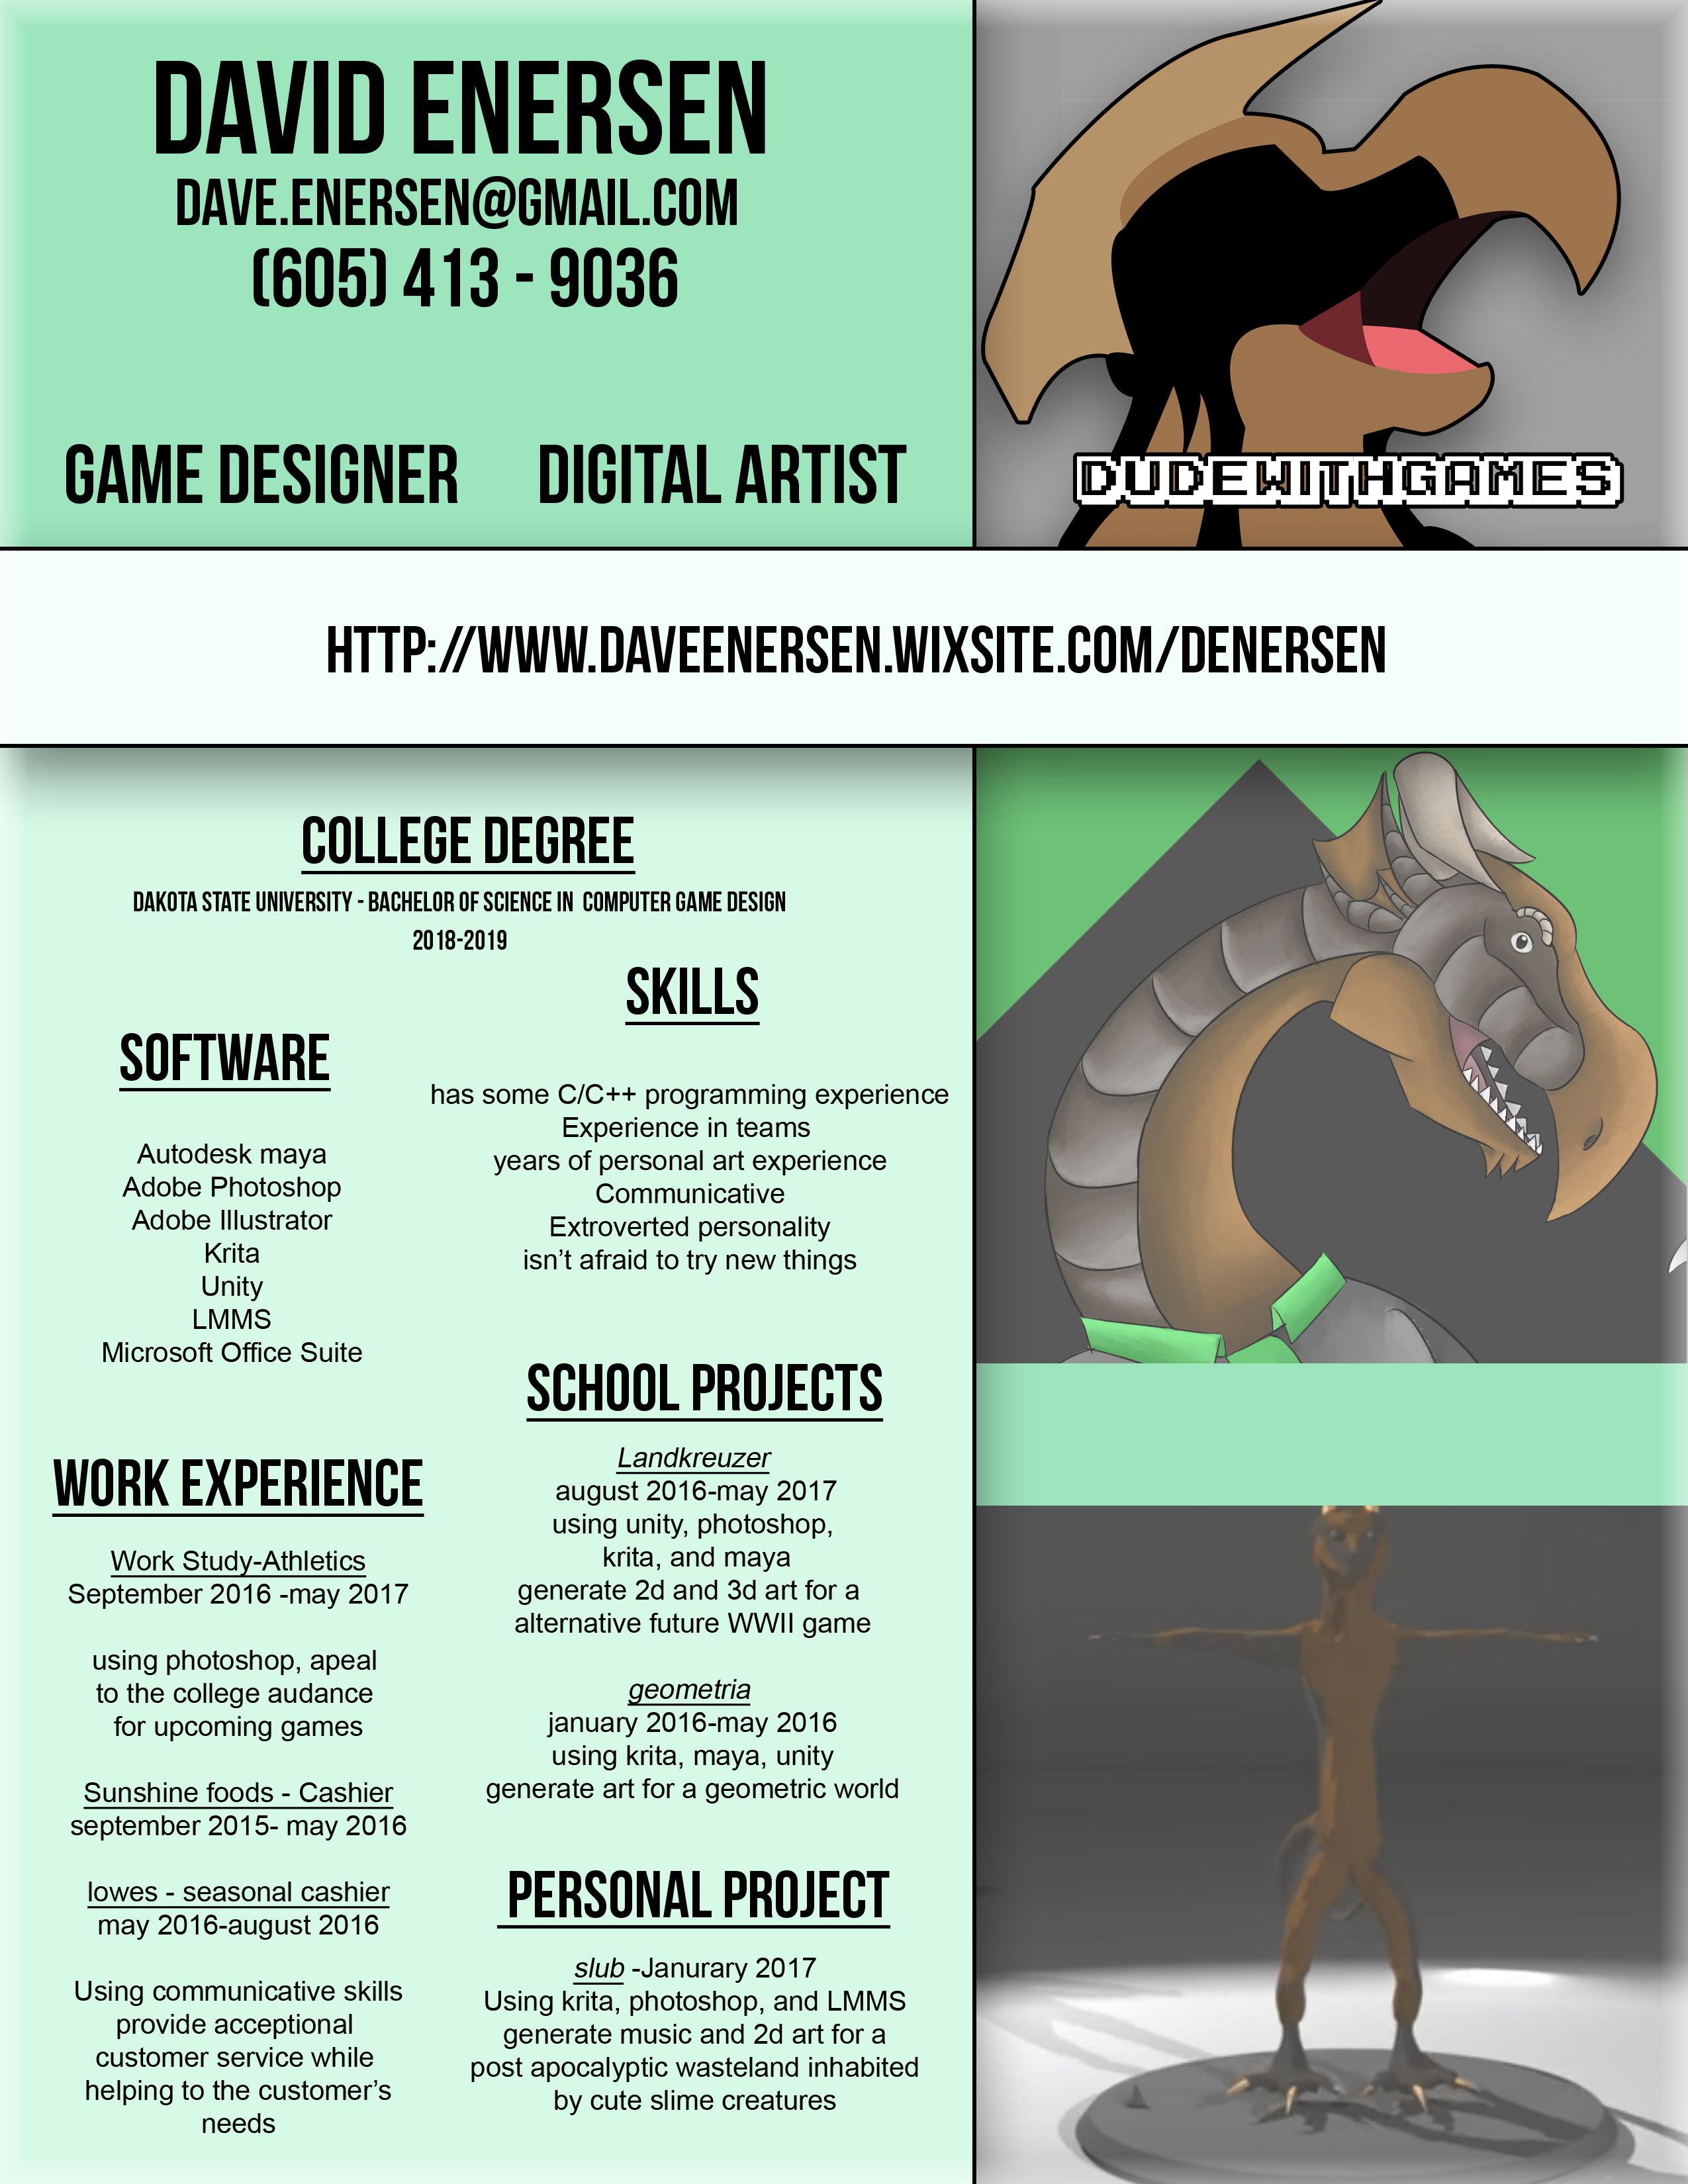 DAVID ENERSEN
DAVE.ENERSEN@GMAIL.COM
(605) 413 - 9036
GAME DESIGNER DIGITAL ARTIST
DUDEWITHGAMES
HTTP://WWW.DAVEENERSEN.WIXSITE.COM/DENERSEN
COLLEGE DEGREE
DAKOTA STATE UNIVERSITY - BACHELOR OF SCIENCE IN COMPUTER GAME DESIGN
2018-2019
SOFTWARE
Autodesk maya
Adobe Photoshop
Adobe Illustrator
Krita
Unity
LMMS
Microsoft Office Suite
WORK EXPERIENCE
Work Study-Athletics
September 2016 -may 2017
using photoshop, apeal
to the college audance
for upcoming games
Sunshine foods - Cashier
september 2015- may 2016
lowes - seasonal cashier
may 2016-august 2016
Using communicative skills
provide acceptional
customer service while
helping to the customer's
needs
SKILLS
has some C/C++ programming experience
Experience in teams
years of personal art experience
Communicative
Extroverted personality
isn't afraid to try new things
SCHOOL PROJECTS
Landkreuzer
august 2016-may 2017
using unity, photoshop,
krita, and maya
generate 2d and 3d art for a
alternative future WWII game
geometria
january 2016-may 2016
using krita, maya, unity
generate art for a geometric world
PERSONAL PROJECT
slub -Janurary 2017
Using krita, photoshop, and LMMS
generate music and 2d art for a
post apocalyptic wasteland inhabited
by cute slime creatures